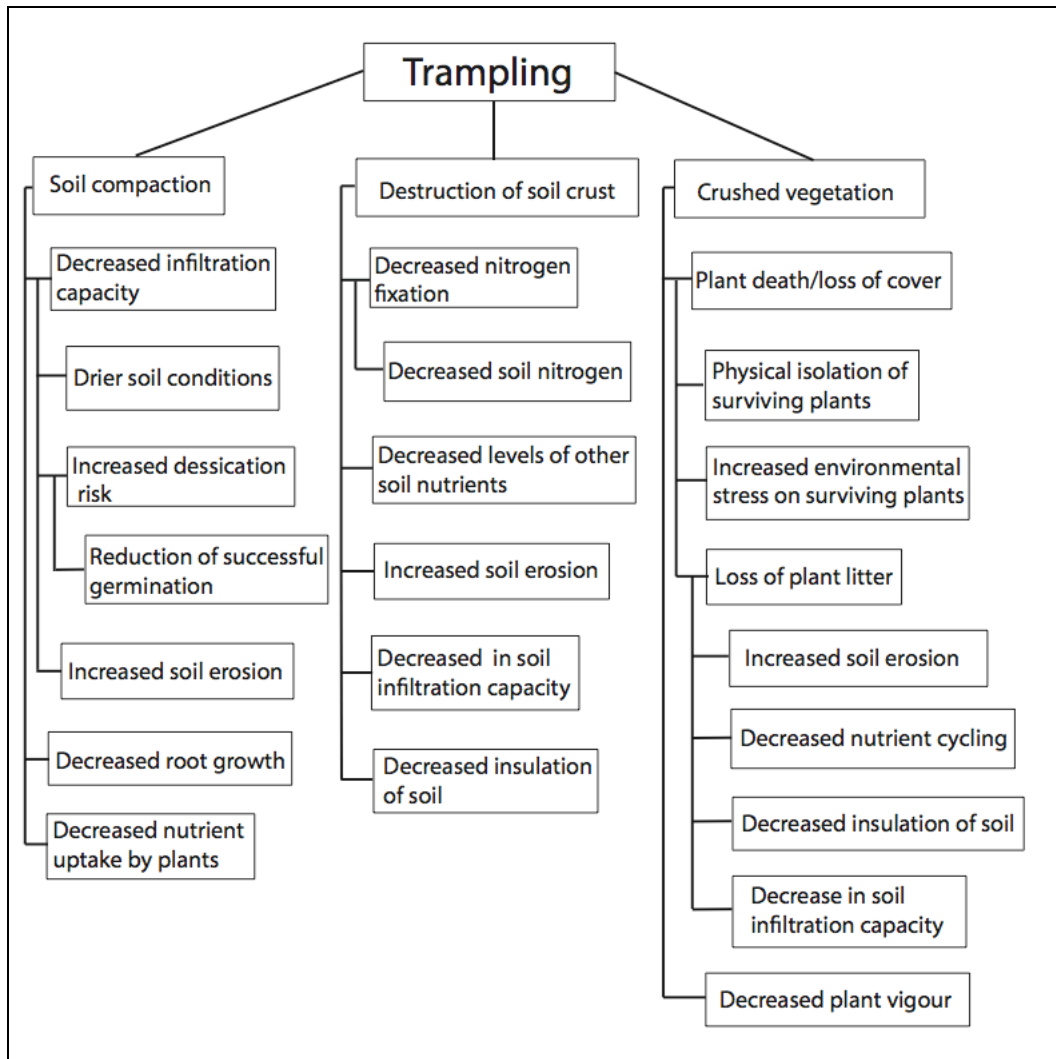 Trampling
Soil compaction
Decreased infiltration
capacity
Drier soil conditions
Increased dessication
risk
Reduction of successful
germination
Increased soil erosion
Decreased root growth
Decreased nutrient
uptake by plants
Destruction of soil crust
Decreased nitrogen
fixation
Decreased soil nitrogen
Decreased levels of other
soil nutrients
Increased soil erosion
Decreased in soil
infiltration capacity
Decreased insulation
of soil
Crushed vegetation
Plant death/loss of cover
Physical isolation of
surviving plants
Increased environmental
stress on surviving plants
Loss of plant litter
Increased soil erosion
Decreased nutrient cycling
Decreased insulation of soil
Decrease in soil
infiltration capacity
Decreased plant vigour